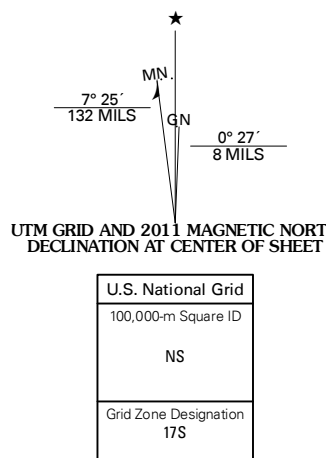 ★
MN.
7° 25´
132 MILS
GN
0° 27´
8 MILS
UTM GRID AND 2011 MAGNETIC NORT
DECLINATION AT CENTER OF SHEET
U.S. National Grid
100,000-m Square ID
NS
Grid Zone Designation
17S